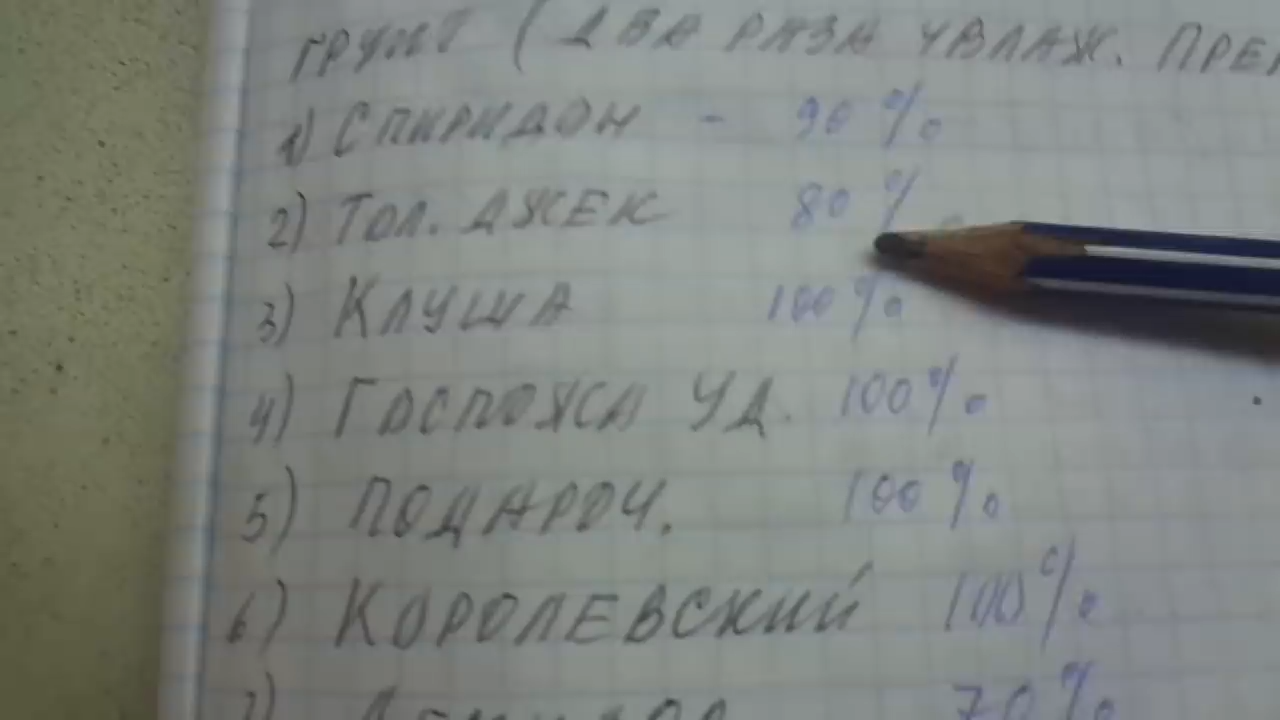 ГРУНТ (ДВА РАЗА УВЛАЖ. ПРЕ
1) СПИРИДОН - 90 %
2) ТОЛ. ДЖЕК 80 %
3) КЛУША 100 %
4) ГОСПОЖА УД. 100 %
5) ПОДАРОЧ. 100 %
6) КОРОЛЕВСКИЙ 100 %
7) ДЕМИДОВ 70 %